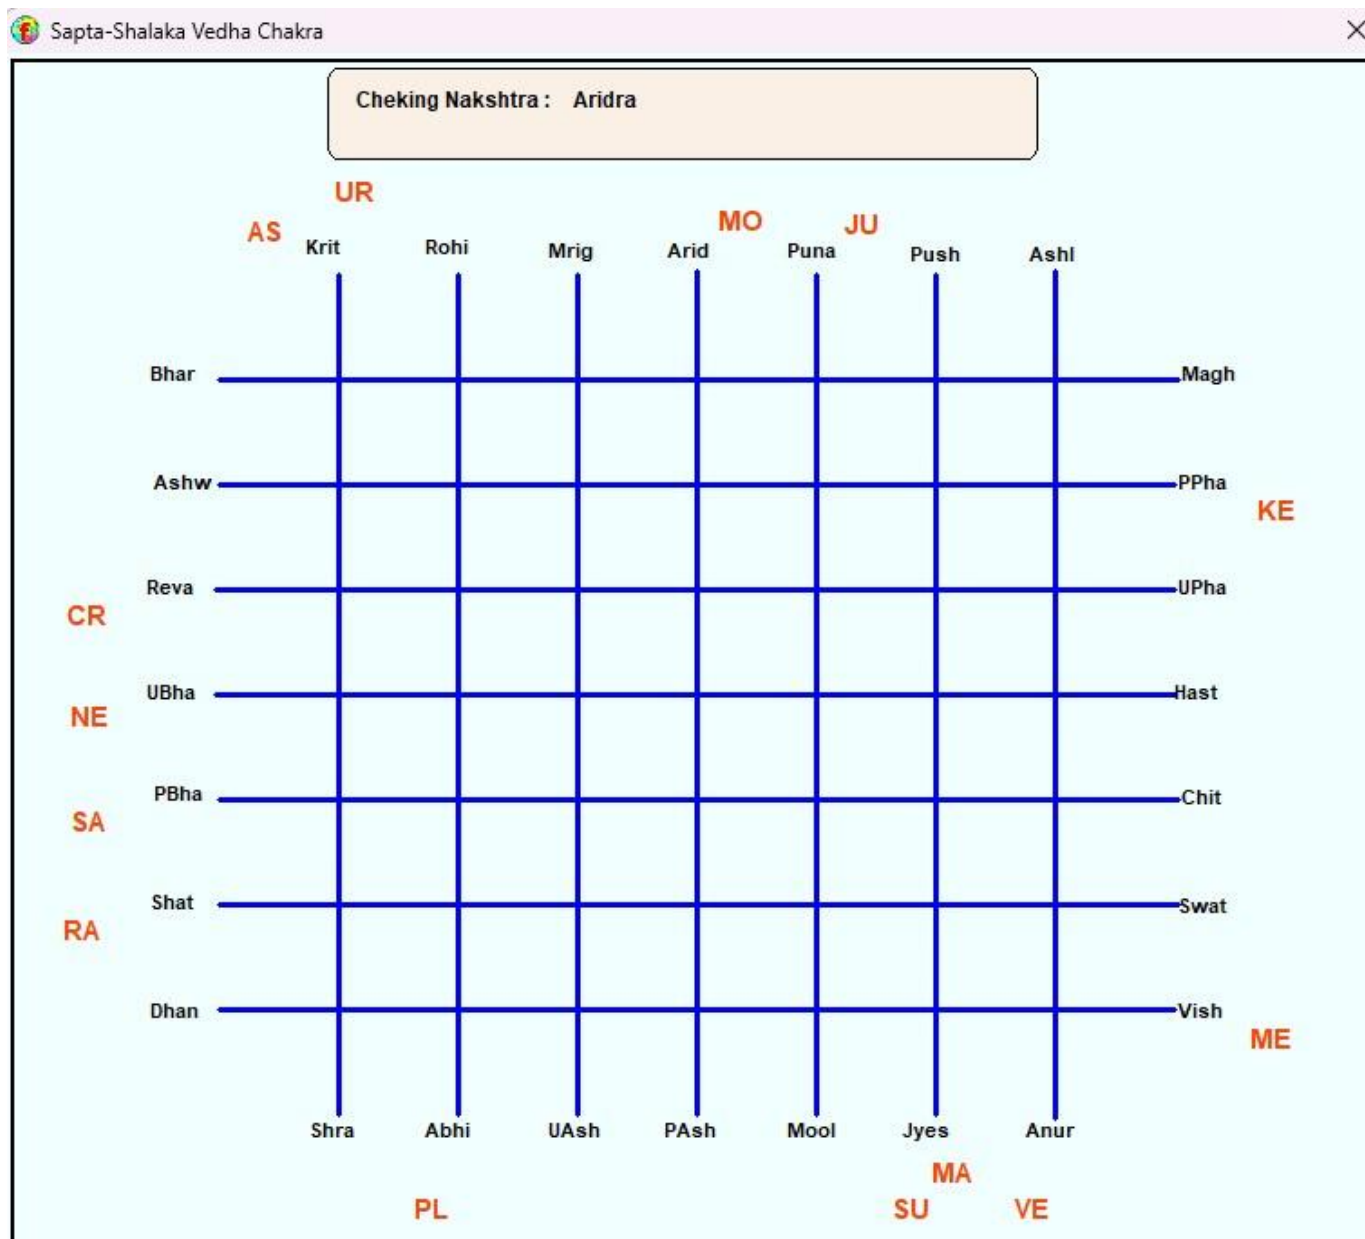 Sapta-Shalaka Vedha Chakra
Cheking Nakshtra : Aridra
UR
AS MO JU
Krit Rohi Mrig Arid Puna Push Ashl
Bhar Magh
Ashw PPha
KE
Reva UPha
CR
UBha Hast
NE
PBha Chit
SA
Shat Swat
RA
Dhan Vish
ME
Shra Abhi UAsh PAsh Mool Jyes Anur
MA
PL SU VE